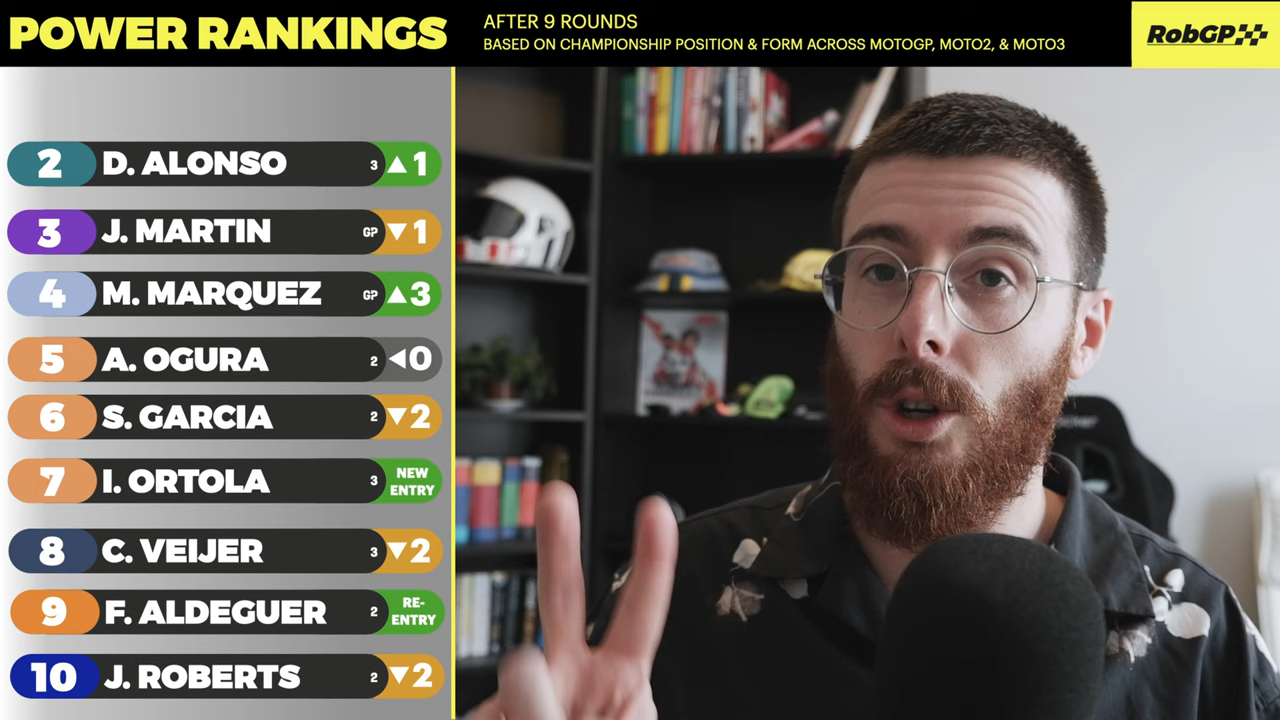 POWER RANKINGS
AFTER 9 ROUNDS
BASED ON CHAMPIONSHIP POSITION & FORM ACROSS MOTOGP, MOTO2, & MOTO3
RobGP
2 D. ALONSO 3 ▲1
3 J. MARTIN GP ▼1
4 M. MARQUEZ GP ▲3
5 A. OGURA 2 ◀0
6 S. GARCIA 2 ▼2
7 I. ORTOLA 3 NEW ENTRY
8 C. VEIJER 3 ▼2
9 F. ALDEGUER 2 RE-ENTRY
10 J. ROBERTS 2 ▼2